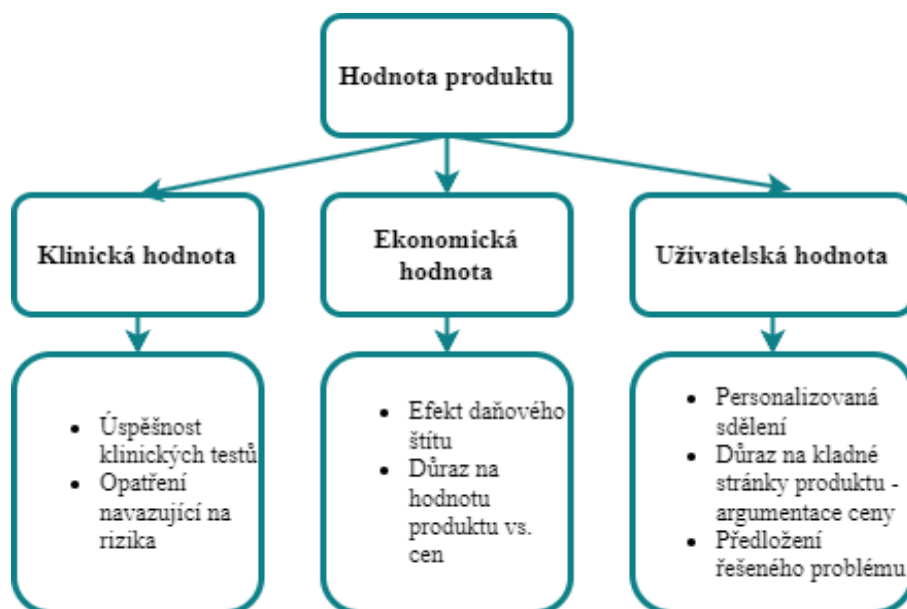 Hodnota produktu
Klinická hodnota
Ekonomická
hodnota
Uživatelská hodnota
• Úspěšnost
klinických testů
• Opatření
navazující na
rizika
• Efekt daňového
štítu
• Důraz na
hodnotu
produktu vs.
cen
• Personalizovaná
sdělení
• Důraz na kladné
stránky produktu -
argumentace ceny
• Předložení
řešeného problému